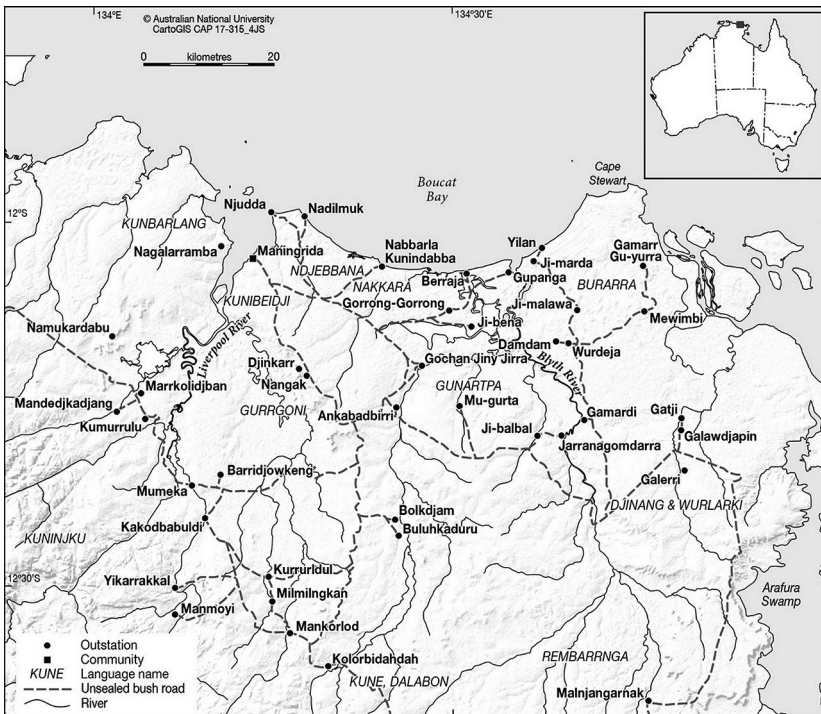 134°E
134°30'E
© Australian National University
CartoGIS CAP 17-315_4JS
kilometres
0
20
Cape
Stewart
Boucat
Bay
12°S
Njudda
Nadilmuk
KUNBARLANG
Nagalarramba
Maningrida
NDJEBBANA
Nabbarla
Kunindabba
NAKKARA
Yilan
Ji-marda
Gupanga
Berraja
Gamarr
Gu-yurra
BURARRA
KUNIBEIDJI
Gorrong-Gorrong
Ji-malawa
Mewimbi
Namukardabu
Liverpool River
Ji-bena
Damdam
Wurdeja
Djinkarr
Nangak
Gochan Jiny Jirra
Blyth River
Marrkolidjban
GUNARTPA
Mandedjkadjang
GURRGONI
Mu-gurta
Kumurrulu
Ankabadbirri
Gamardi
Gatji
Ji-balbal
Galawdjapin
Jarranagomdarra
Barridjowkeng
Galerri
Mumeka
DJINANG & WURLARKI
Kakodbabuldi
Bolkdjam
Buluhkaduru
KUNINJKU
12°30'S
Kurrurldul
Yikarrakkal
Milmilngkan
Arafura
Swamp
Manmoyi
Mankorlod
Kolorbidahdah
REMBARRNGA
KUNE, DALABON
Malnjangarnak
Outstation
Community
KUNE Language name
Unsealed bush road
River